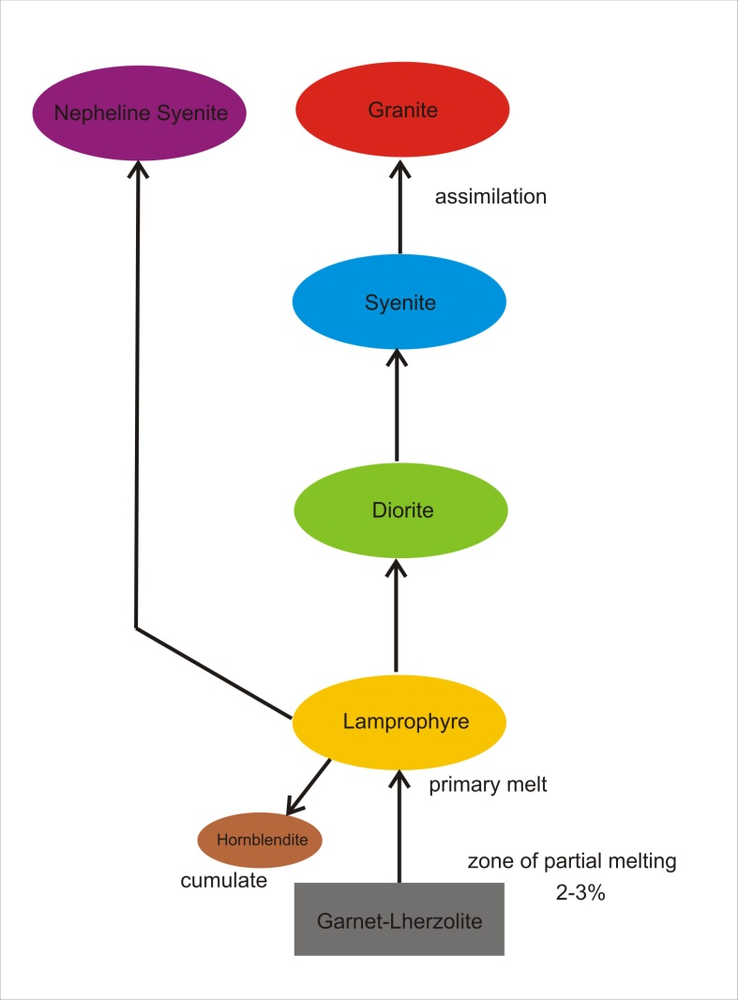 Nepheline Syenite
Granite
assimilation
Syenite
Diorite
Lamprophyre
primary melt
Hornblendite
cumulate
zone of partial melting
2-3%
Garnet-Lherzolite